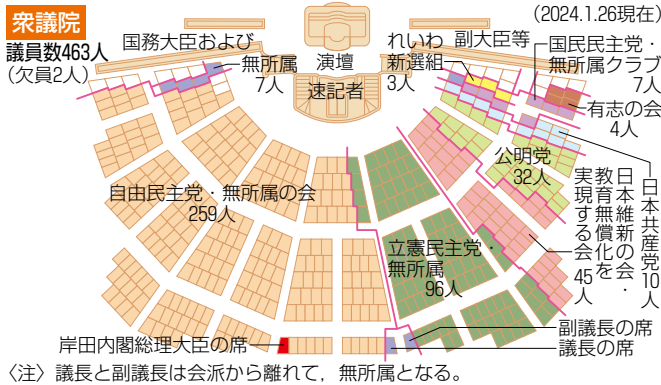 衆議院
議員数463人
(欠員2人)
(2024.1.26現在)
国務大臣および
副大臣等
無所属
7人
演壇
速記者
れいわ
新選組
3人
国民民主党・
無所属クラブ
7人
有志の会
4人
公明党
32人
日本共産党10人
日本維新の会・
教育無償化を
実現する会
45人
自由民主党・無所属の会
259人
立憲民主党・
無所属
96人
岸田内閣総理大臣の席
副議長の席
議長の席
〈注〉議長と副議長は会派から離れて，無所属となる。